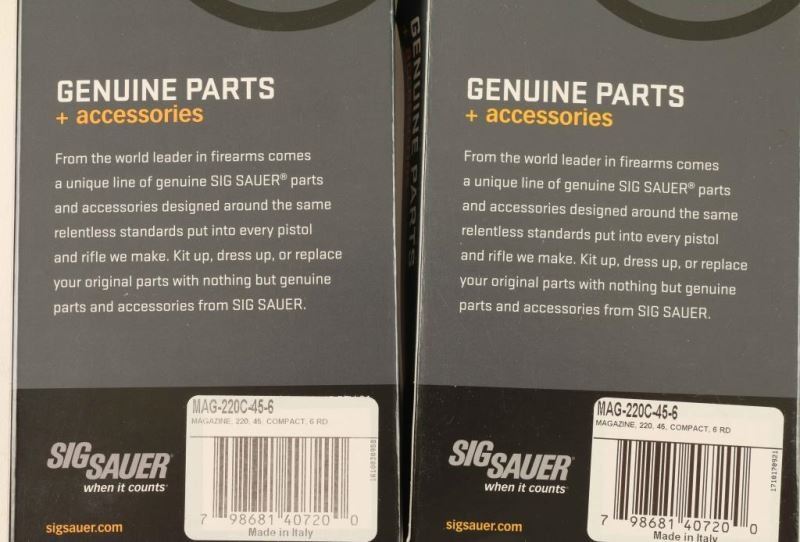 GENUINE PARTS
+ accessories
From the world leader in firearms comes
a unique line of genuine SIG SAUER® parts
and accessories designed around the same
relentless standards put into every pistol
and rifle we make. Kit up, dress up, or replace
your original parts with nothing but genuine
parts and accessories from SIG SAUER.
MAG-220C-45-6
MAGAZINE, 220, 45, COMPACT, 6 RD
SIG SAUER
when it counts
7 98681 40720 0
Made in Italy
sigsauer.com
GENUINE PARTS
GENUINE PARTS
+ accessories
From the world leader in firearms comes
a unique line of genuine SIG SAUER® parts
and accessories designed around the same
relentless standards put into every pistol
and rifle we make. Kit up, dress up, or replace
your original parts with nothing but genuine
parts and accessories from SIG SAUER.
MAG-220C-45-6
MAGAZINE, 220, 45, COMPACT, 6 RD
SIG SAUER
when it counts
1710170921
7 98681 40720 0
Made in Italy
sigsauer.com